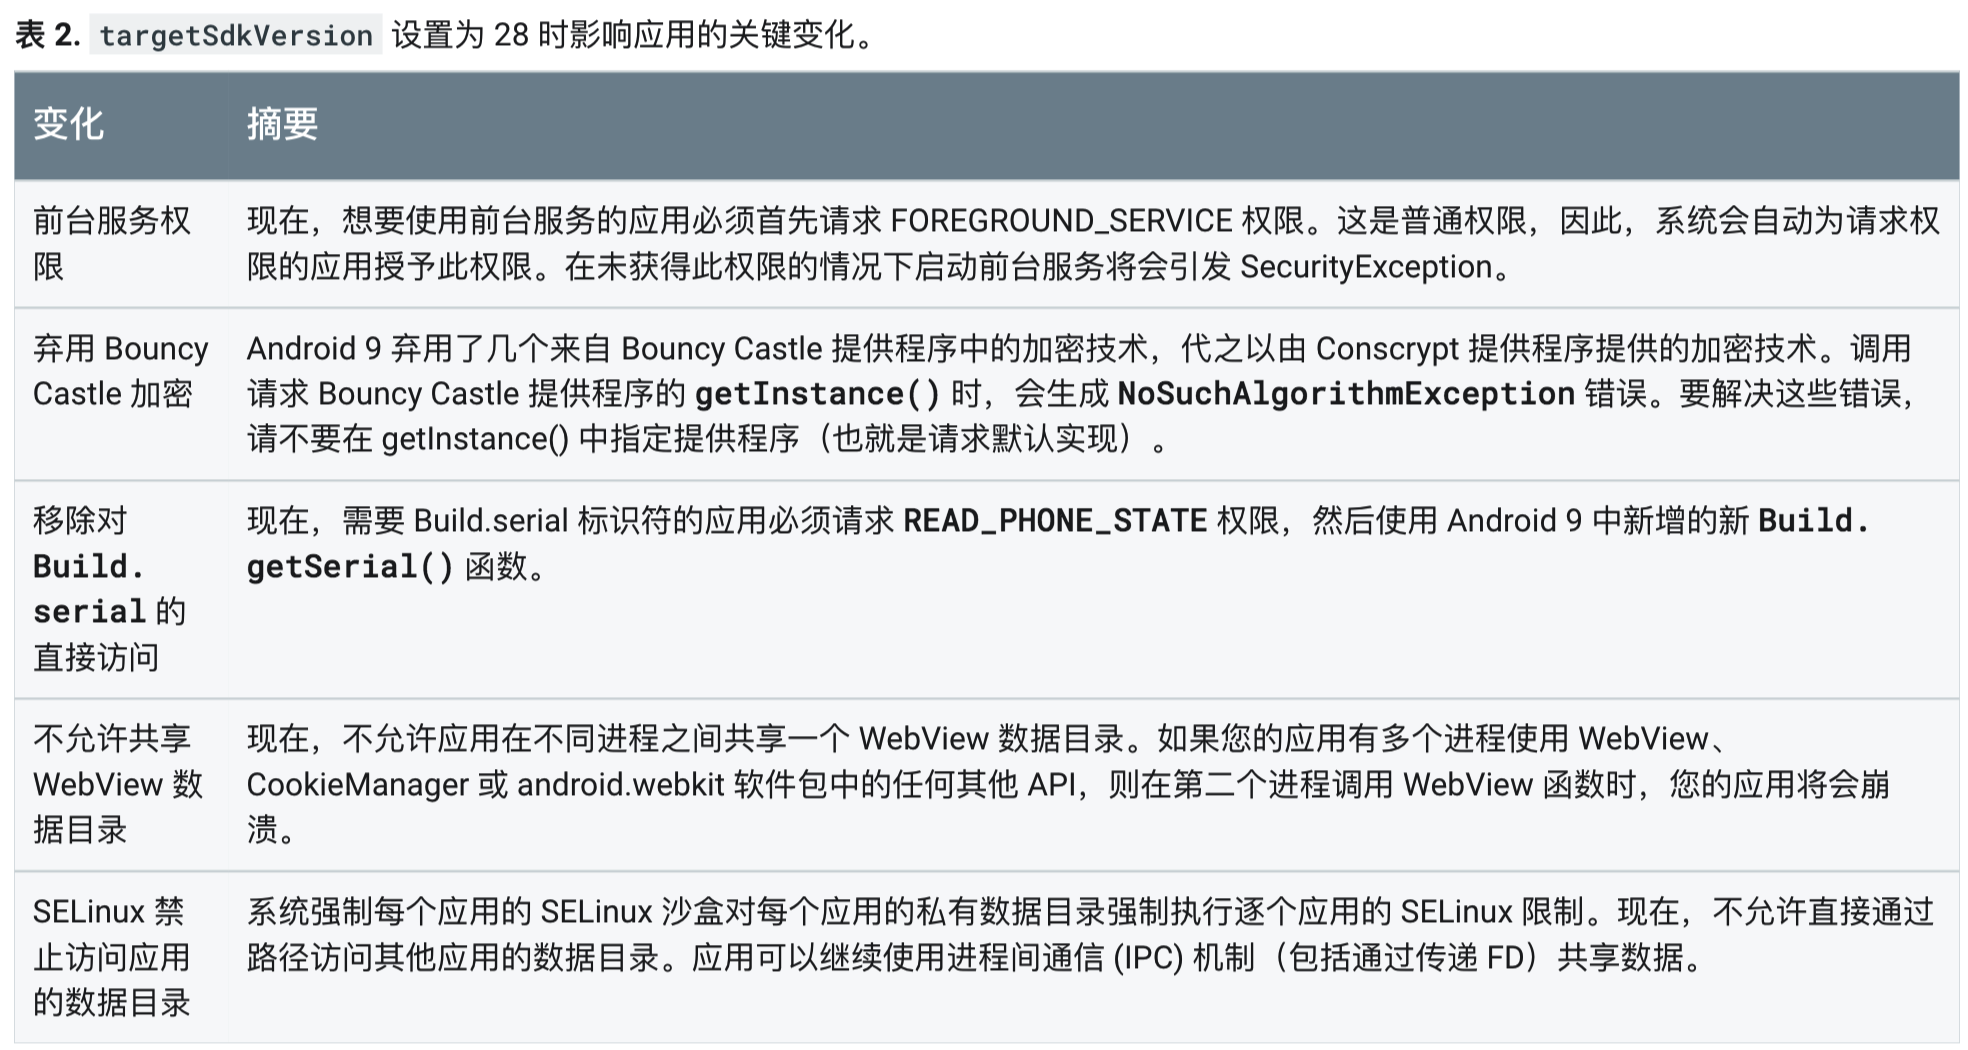 表 2. targetSdkVersion 设置为 28 时影响应用的关键变化。
变化
摘要
前台服务权
限
现在，想要使用前台服务的应用必须首先请求 FOREGROUND_SERVICE 权限。这是普通权限，因此，系统会自动为请求权
限的应用授予此权限。在未获得此权限的情况下启动前台服务将会引发 SecurityException。
弃用 Bouncy
Castle 加密
Android 9 弃用了几个来自 Bouncy Castle 提供程序中的加密技术，代之以由 Conscrypt 提供程序提供的加密技术。调用
请求 Bouncy Castle 提供程序的 getInstance() 时，会生成 NoSuchAlgorithmException 错误。要解决这些错误，
请不要在 getInstance() 中指定提供程序（也就是请求默认实现）。
移除对
Build.
serial 的
直接访问
现在，需要 Build.serial 标识符的应用必须请求 READ_PHONE_STATE 权限，然后使用 Android 9 中新增的新 Build.
getSerial() 函数。
不允许共享
WebView 数
据目录
现在，不允许应用在不同进程之间共享一个 WebView 数据目录。如果您的应用有多个进程使用 WebView、
CookieManager 或 android.webkit 软件包中的任何其他 API，则在第二个进程调用 WebView 函数时，您的应用将会崩
溃。
SELinux 禁
止访问应用
的数据目录
系统强制每个应用的 SELinux 沙盒对每个应用的私有数据目录强制执行逐个应用的 SELinux 限制。现在，不允许直接通过
路径访问其他应用的数据目录。应用可以继续使用进程间通信 (IPC) 机制（包括通过传递 FD）共享数据。